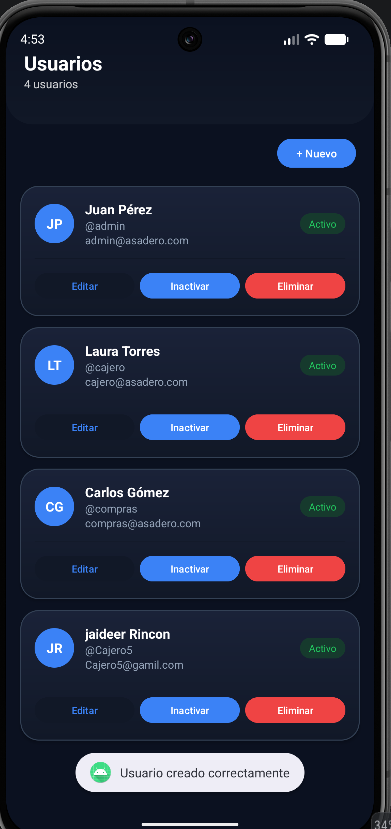 4:53
Usuarios
4 usuarios
+ Nuevo
JP
Juan Pérez
@admin
admin@asadero.com
Activo
Editar
Inactivar
Eliminar
LT
Laura Torres
@cajero
cajero@asadero.com
Activo
Editar
Inactivar
Eliminar
CG
Carlos Gómez
@compras
compras@asadero.com
Activo
Editar
Inactivar
Eliminar
JR
jaideer Rincon
@Cajero5
Cajero5@gamil.com
Activo
Editar
Inactivar
Eliminar
Usuario creado correctamente